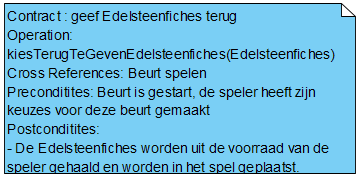 Contract : geef Edelsteenfiches terug
Operation:
kiesTerugTeGevenEdelsteenfiches(Edelsteenfiches)
Cross References: Beurt spelen
Preconditites: Beurt is gestart, de speler heeft zijn
keuzes voor deze beurt gemaakt
Postconditites:
- De Edelsteenfiches worden uit de voorraad van de
speler gehaald en worden in het spel geplaatst.